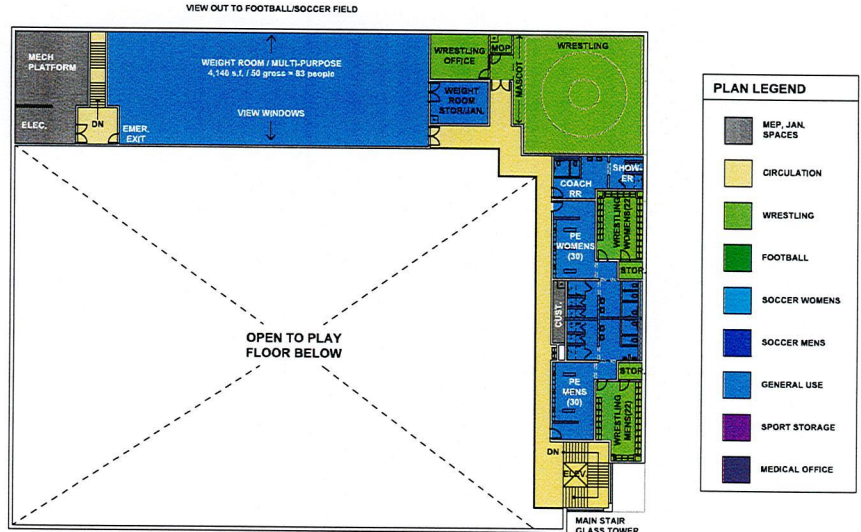 VIEW OUT TO FOOTBALL/SOCCER FIELD
MECH
PLATFORM
WEIGHT ROOM / MULTI-PURPOSE
4,140 s.f. / 50 gross = 83 people
VIEW WINDOWS
ELEC.
DN
EMER.
EXIT
WRESTLING
OFFICE
MOP
MASCOT
WRESTLING
WEIGHT
ROOM
STOR/JAN.
COACH
RR
SHOW-
ER
PE
WOMENS
(30)
WRESTLING
WOMENS(22)
STOR
CUST.
OPEN TO PLAY
FLOOR BELOW
STOR
PE
MENS
(30)
WRESTLING
MENS(22)
DN
ELEV.
MAIN STAIR
GLASS TOWER
PLAN LEGEND
MEP, JAN.
SPACES
CIRCULATION
WRESTLING
FOOTBALL
SOCCER WOMENS
SOCCER MENS
GENERAL USE
SPORT STORAGE
MEDICAL OFFICE